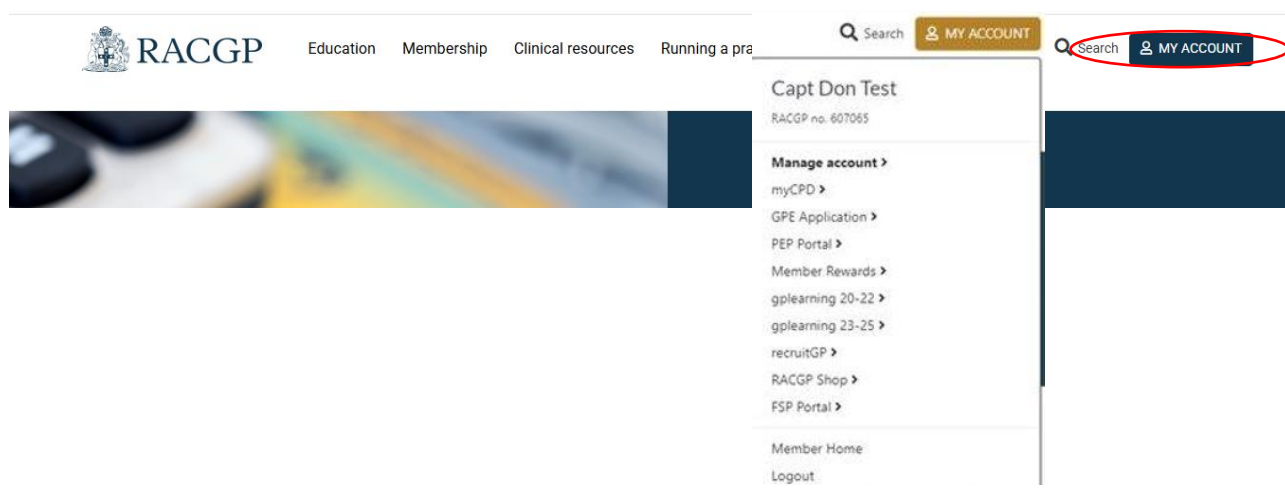 RACGP
Education Membership Clinical resources Running a pra
Search MY ACCOUNT
Search MY ACCOUNT
Capt Don Test
RACGP no. 607065
Manage account
myCPD
GPE Application
PEP Portal
Member Rewards
gplearning 20-22
gplearning 23-25
recruitGP
RACGP Shop
FSP Portal
Member Home
Logout